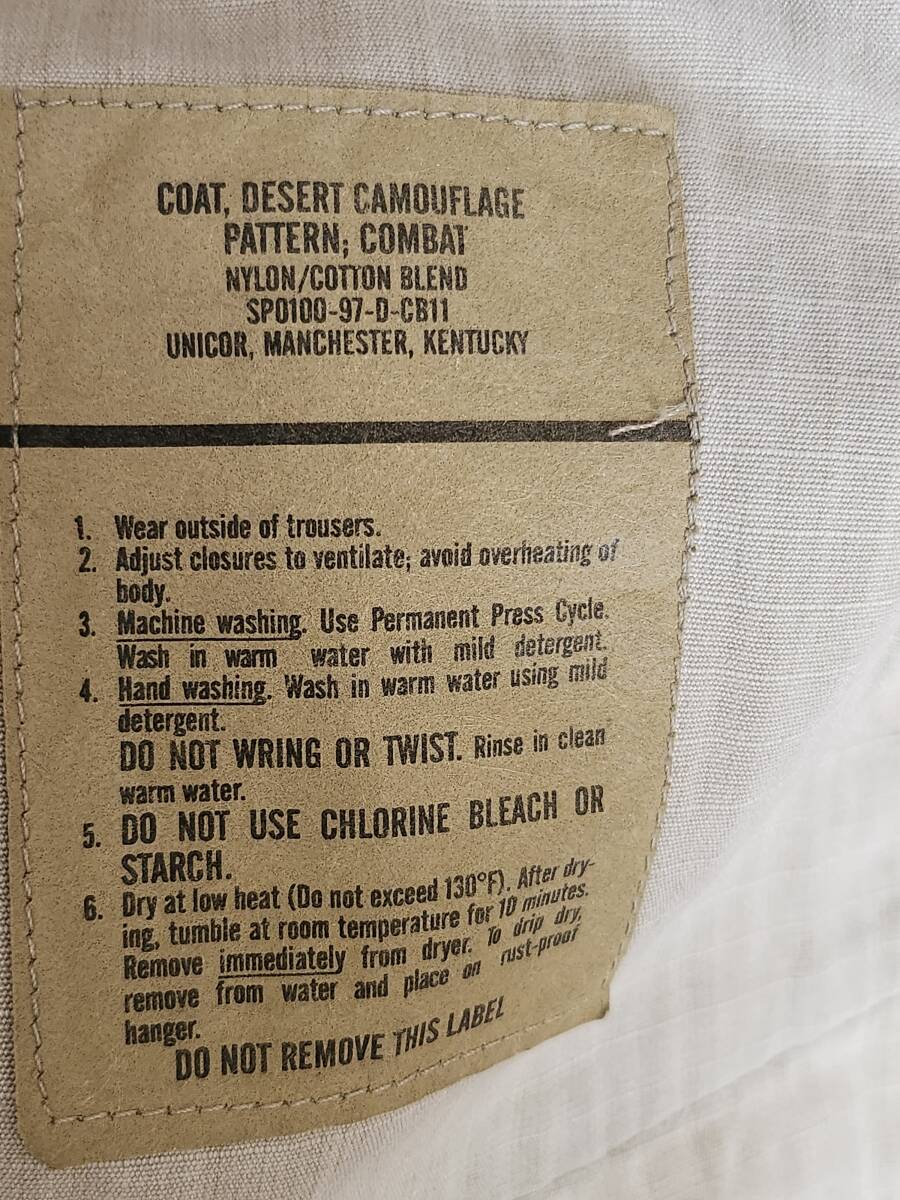 COAT, DESERT CAMOUFLAGE
PATTERN; COMBAT
NYLON/COTTON BLEND
SPO100-97-D-CB11
UNICOR, MANCHESTER, KENTUCKY
1. Wear outside of trousers.
2. Adjust closures to ventilate; avoid overheating of
body.
3. Machine washing. Use Permanent Press Cycle.
Wash in warm water with mild detergent.
4. Hand washing. Wash in warm water using mild
detergent.
DO NOT WRING OR TWIST. Rinse in clean
warm water.
5. DO NOT USE CHLORINE BLEACH OR
STARCH.
6. Dry at low heat (Do not exceed 130°F). After dry-
ing, tumble at room temperature for 10 minutes.
Remove immediately from dryer. To drip dry,
remove from water and place on rust-proof
hanger.
DO NOT REMOVE THIS LABEL